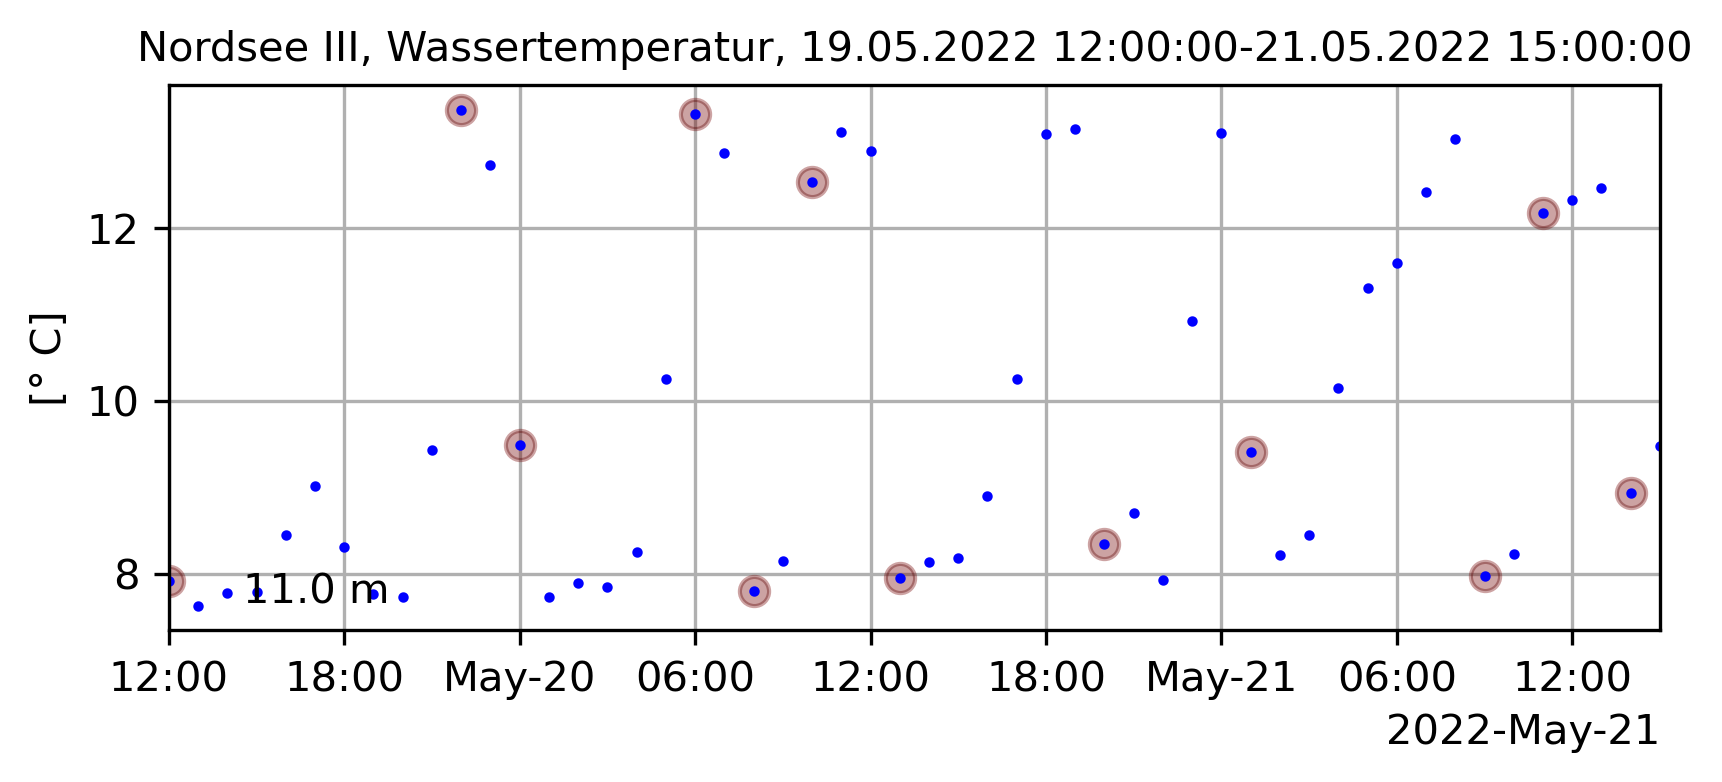 Nordsee III, Wassertemperatur, 19.05.2022 12:00:00-21.05.2022 15:00:00
12
10
8
[° C]
11.0 m
12:00 18:00 May-20 06:00 12:00 18:00 May-21 06:00 12:00
2022-May-21